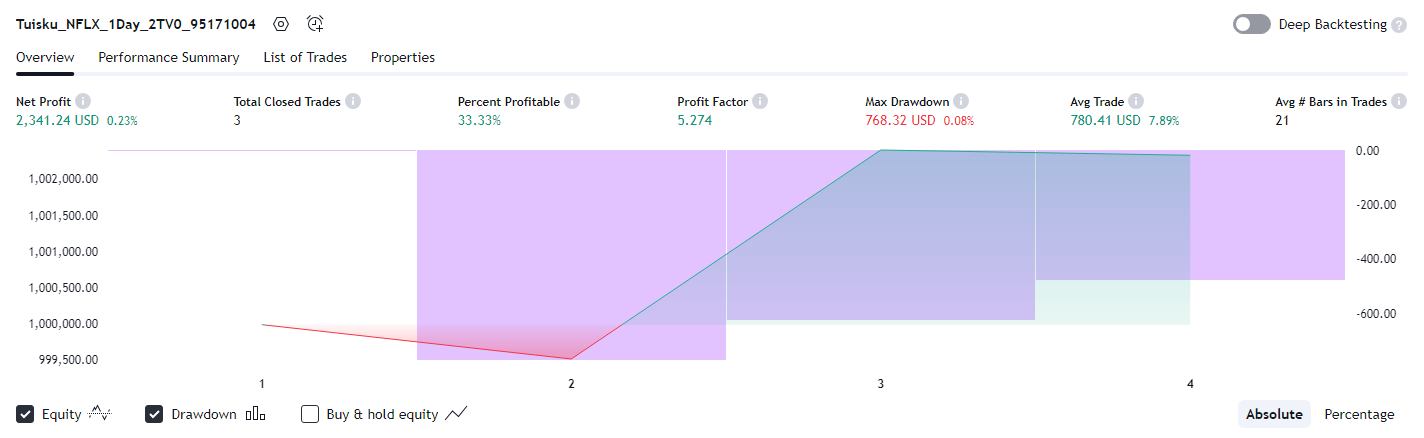 Tuisku_NFLX_1Day_2TV0_95171004
Deep Backtesting ?
Overview Performance Summary List of Trades Properties
Net Profit i Total Closed Trades i Percent Profitable i Profit Factor i Max Drawdown i Avg Trade i Avg # Bars in Trades i
2,341.24 USD 0.23% 3 33.33% 5.274 768.32 USD 0.08% 780.41 USD 7.89% 21
0.00
1,002,000.00
-200.00
1,001,500.00
1,001,000.00
-400.00
1,000,500.00
-600.00
1,000,000.00
999,500.00
1 2 3 4
Equity Drawdown Buy & hold equity Absolute Percentage